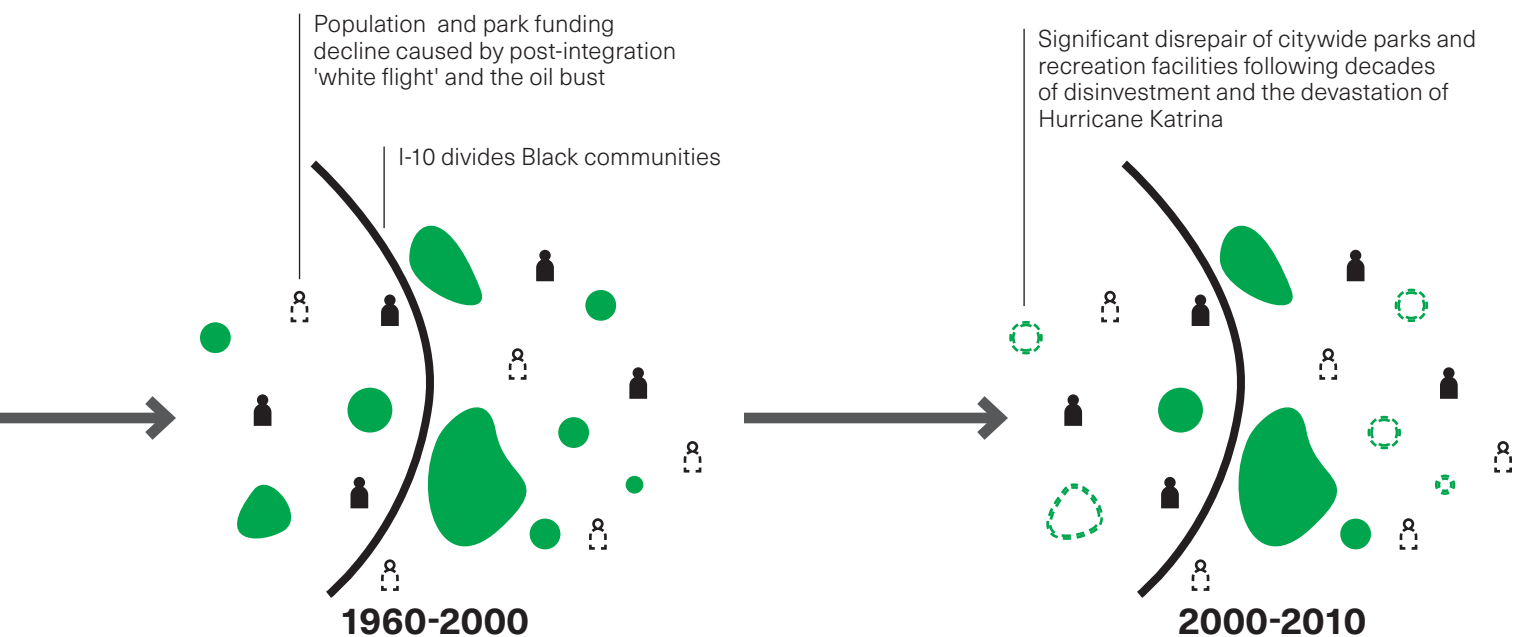 Population  and park funding
decline caused by post-integration
'white flight' and the oil bust
I-10 divides Black communities
1960-2000
Significant disrepair of citywide parks and
recreation facilities following decades
of disinvestment and the devastation of
Hurricane Katrina
2000-2010